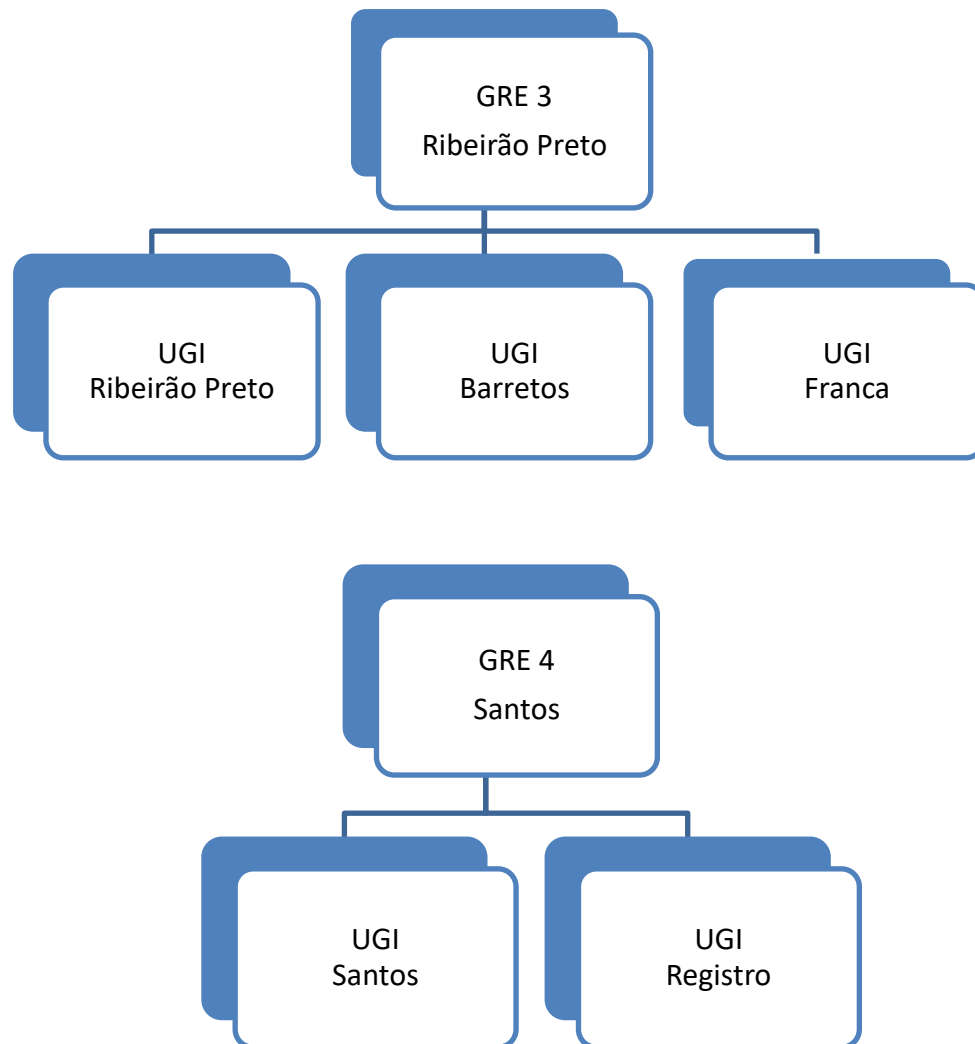 GRE 3
Ribeirão Preto
UGI
Ribeirão Preto
UGI
Barretos
UGI
Franca
GRE 4
Santos
UGI
Santos
UGI
Registro